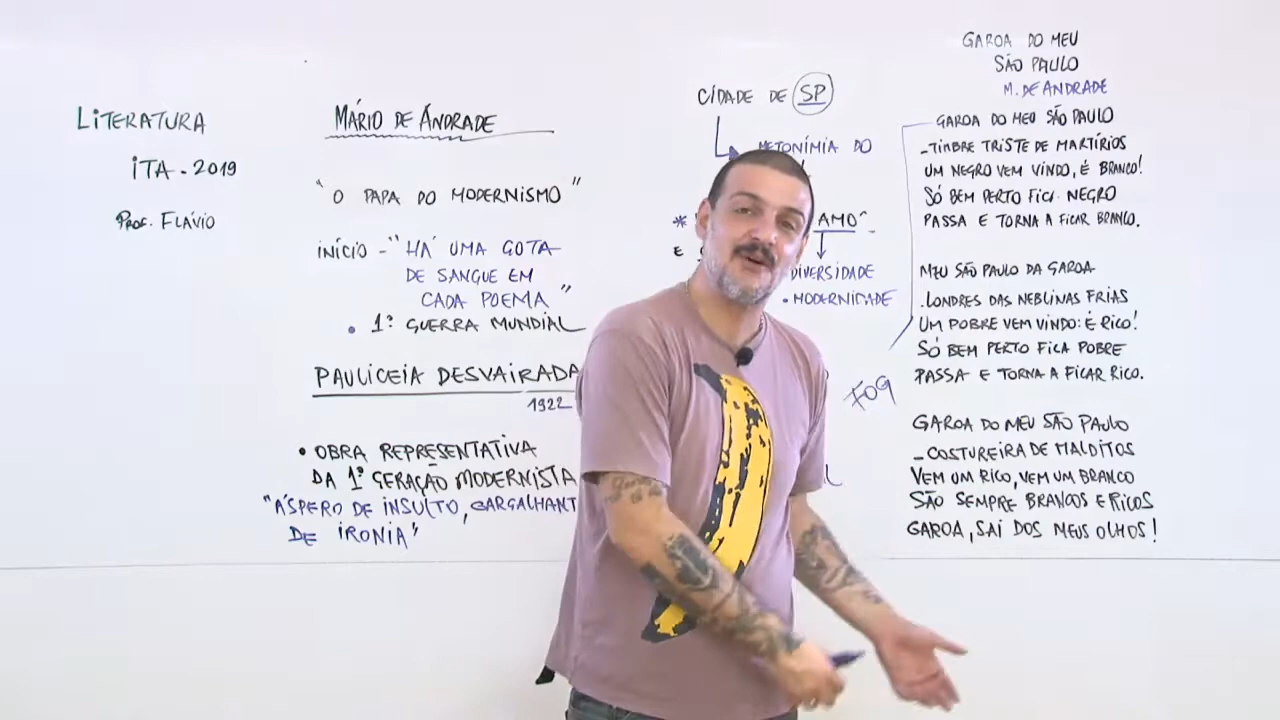 LITERATURA
ITA - 2019
PROF. FLÁVIO
MÁRIO DE ANDRADE
"O PAPA DO MODERNISMO"
INÍCIO - "HÁ UMA GOTA
DE SANGUE EM
CADA POEMA"
• 1ª GUERRA MUNDIAL
PAULICEIA DESVAIRADA
1922
• OBRA REPRESENTATIVA
DA 1ª GERAÇÃO MODERNISTA
"ÁSPERO DE INSULTO, GARGALHANT
DE IRONIA"
CIDADE DE SP
METONÍMIA DO
*
AMO"
E
DIVERSIDADE
• MODERNIDADE
FOG
GAROA DO MEU
SÃO PAULO
M. DE ANDRADE
GAROA DO MEU SÃO PAULO
_TIMBRE TRISTE DE MARTÍRIOS
UM NEGRO VEM VINDO, É BRANCO!
SÓ BEM PERTO FICA NEGRO
PASSA E TORNA A FICAR BRANCO.
MEU SÃO PAULO DA GAROA
.LONDRES DAS NEBLINAS FRIAS
UM POBRE VEM VINDO: É RICO!
SÓ BEM PERTO FICA POBRE
PASSA E TORNA A FICAR RICO.
GAROA DO MEU SÃO PAULO
_COSTUREIRA DE MALDITOS
VEM UM RICO, VEM UM BRANCO
SÃO SEMPRE BRANCOS E RICOS
GAROA, SAI DOS MEUS OLHOS!